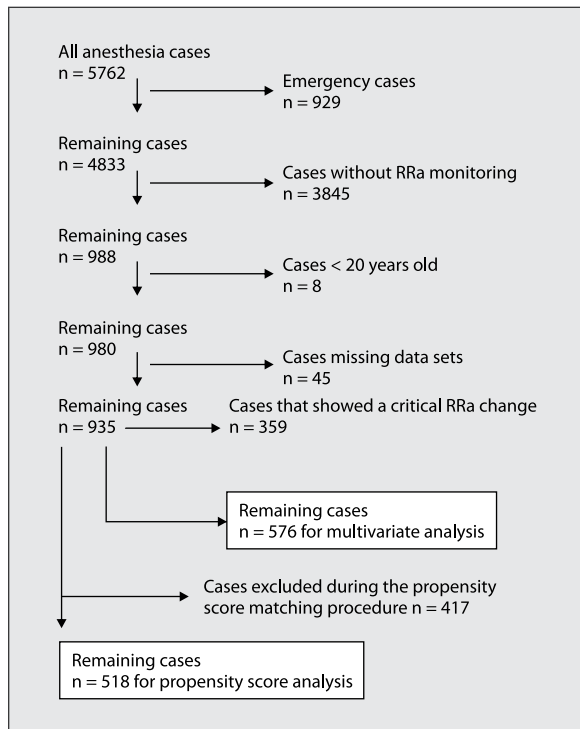 All anesthesia cases
n = 5762
Emergency cases
n = 929
Remaining cases
n = 4833
Cases without RRa monitoring
n = 3845
Remaining cases
n = 988
Cases < 20 years old
n = 8
Remaining cases
n = 980
Cases missing data sets
n = 45
Remaining cases
n = 935
Cases that showed a critical RRa change
n = 359
Remaining cases
n = 576 for multivariate analysis
Cases excluded during the propensity
score matching procedure n = 417
Remaining cases
n = 518 for propensity score analysis